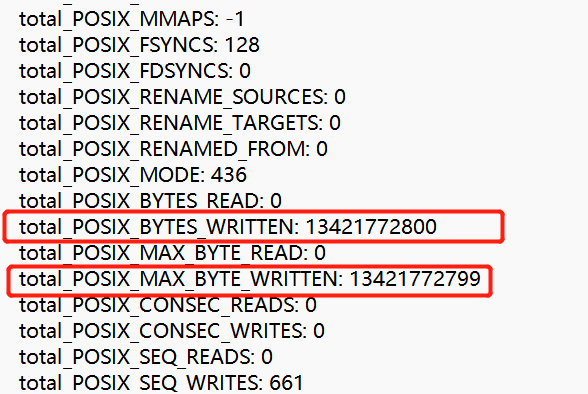 total_POSIX_MMAPS: -1
total_POSIX_FSYNCS: 128
total_POSIX_FDSYNCS: 0
total_POSIX_RENAME_SOURCES: 0
total_POSIX_RENAME_TARGETS: 0
total_POSIX_RENAMED_FROM: 0
total_POSIX_MODE: 436
total_POSIX_BYTES_READ: 0
total_POSIX_BYTES_WRITTEN: 13421772800
total_POSIX_MAX_BYTE_READ: 0
total_POSIX_MAX_BYTE_WRITTEN: 13421772799
total_POSIX_CONSEC_READS: 0
total_POSIX_CONSEC_WRITES: 0
total_POSIX_SEQ_READS: 0
total_POSIX_SEQ_WRITES: 661